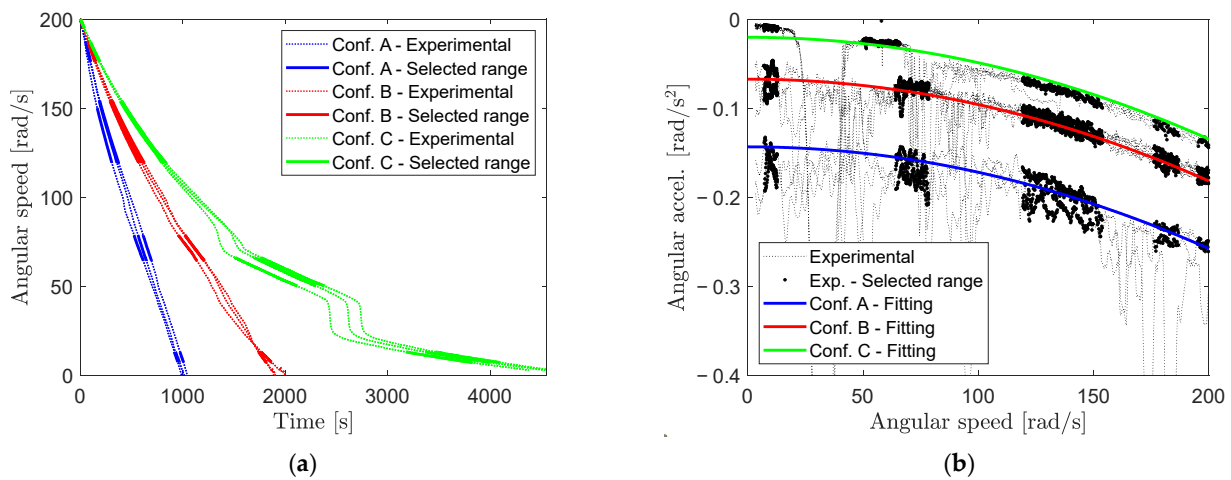 200
150
100
50
0
Angular speed [rad/s]
0
1000
2000
3000
4000
Time [s]
Conf. A - Experimental
Conf. A - Selected range
Conf. B - Experimental
Conf. B - Selected range
Conf. C - Experimental
Conf. C - Selected range
(a)
0
−0.1
−0.2
−0.3
−0.4
Angular accel. [rad/s²]
0
50
100
150
200
Angular speed [rad/s]
Experimental
Exp. - Selected range
Conf. A - Fitting
Conf. B - Fitting
Conf. C - Fitting
(b)